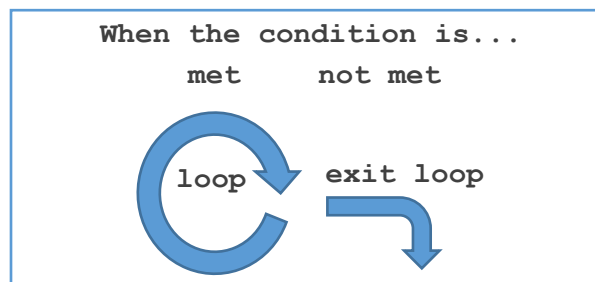 When the condition is...
met not met
loop exit loop